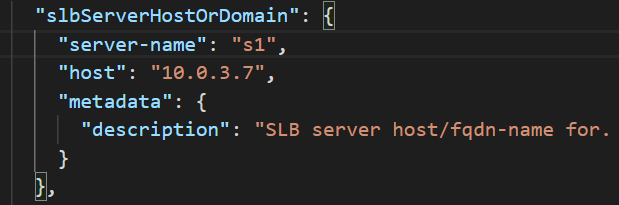 "slbServerHostOrDomain": {
"server-name": "s1",
"host": "10.0.3.7",
"metadata": {
"description": "SLB server host/fqdn-name for.
}
},